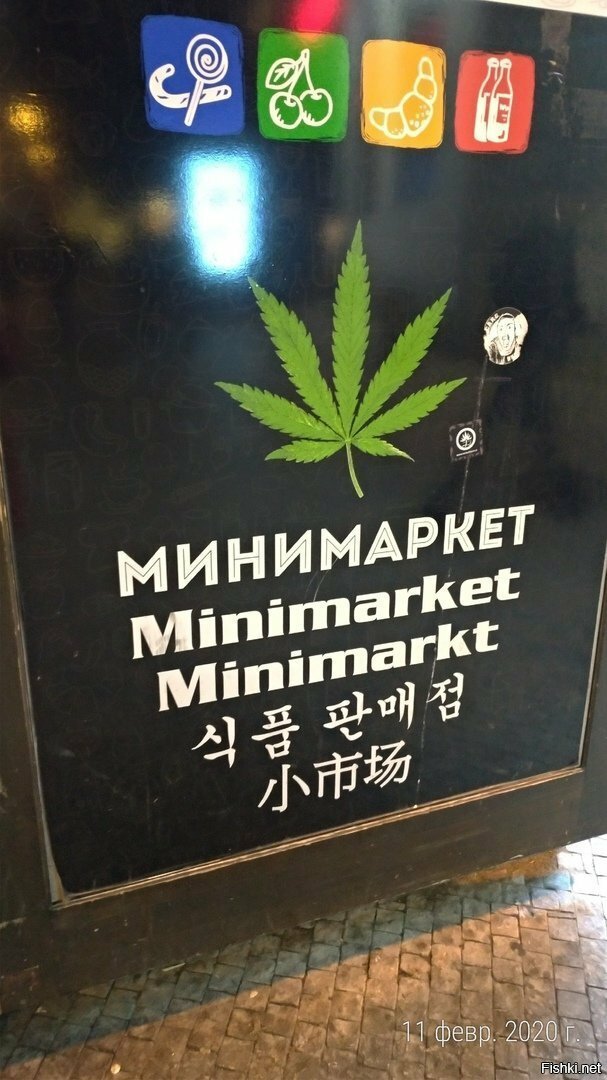 МИНИМАРКЕТ
Minimarket
Minimarkt
식품 판매점
小市场
11 февр. 2020 г.
Fishki.net